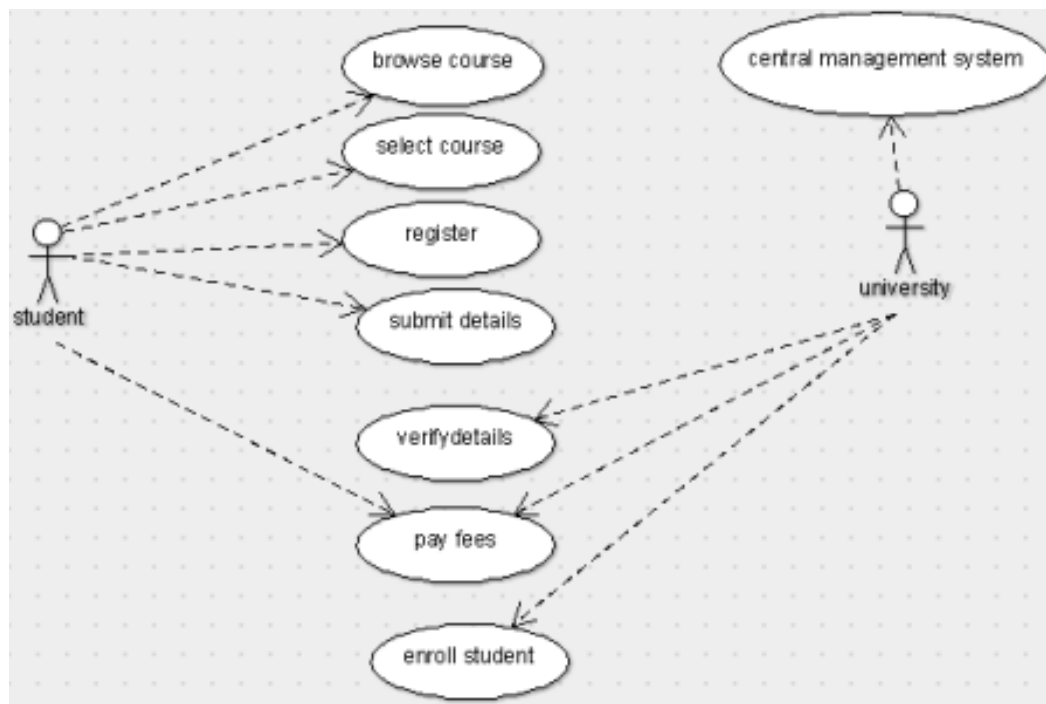 browse course
central management system
select course
register
university
student
submit details
verifydetails
pay fees
enroll student